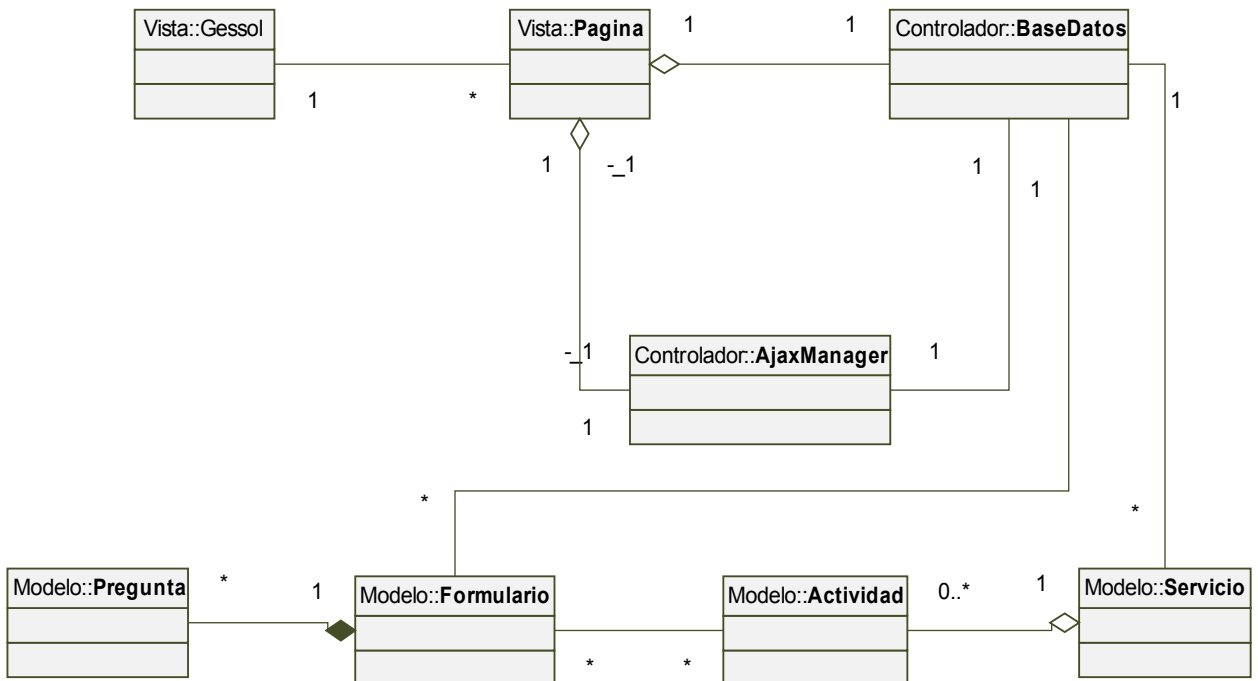 Vista::Gessol
Vista::Pagina
1
1
Controlador::BaseDatos
1
*
1
1
-_1
1
1
-_1
Controlador::AjaxManager
1
1
*
*
Modelo::Pregunta
*
1
Modelo::Formulario
Modelo::Actividad
0..*
1
Modelo::Servicio
*
*